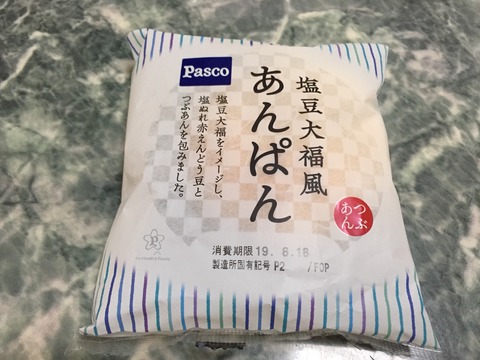 Pasco
塩豆大福風
あんぱん
塩豆大福をイメージし、
塩ぬれ赤えんどう豆と
つぶあんを包みました。
つぶ
あん
消費期限 19. 6.18
製造所固有記号 P2 /FOP